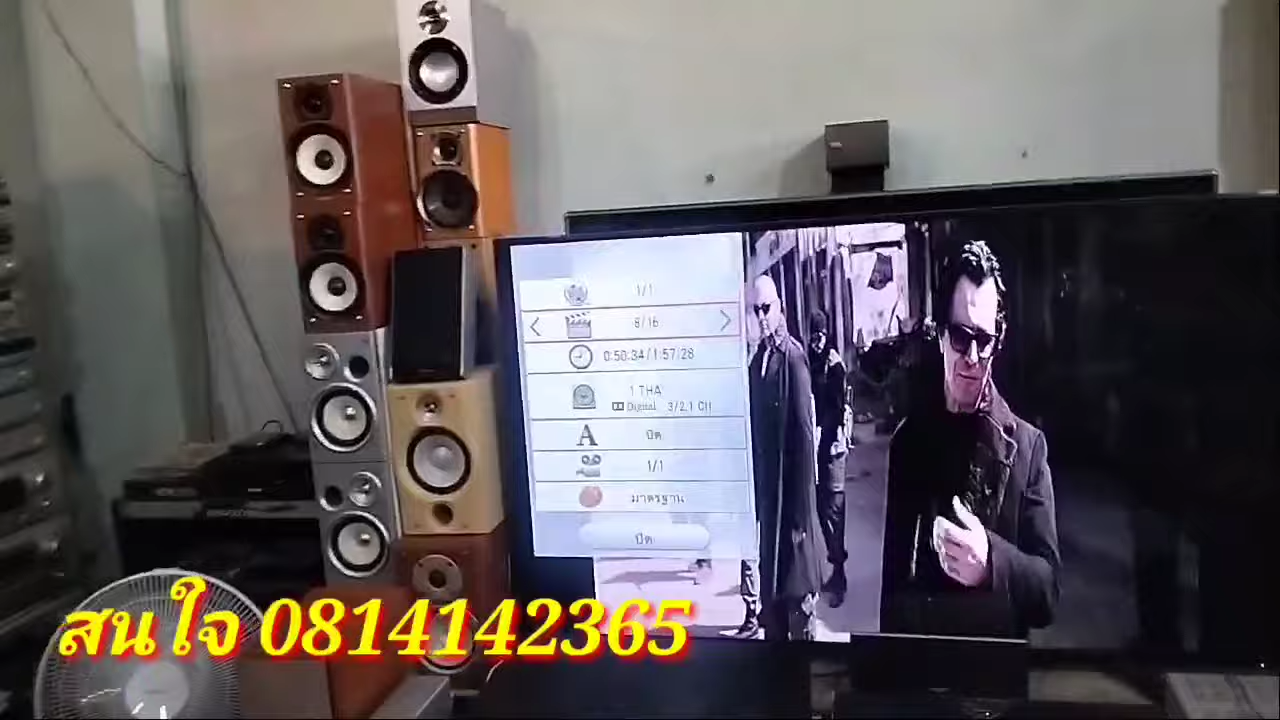 1/1
8/16
0:50:34/1:57:28
1 THA
Digital 3/2.1 CH
A
ปิด
1/1
มาตรฐาน
ปิด
สนใจ 0814142365